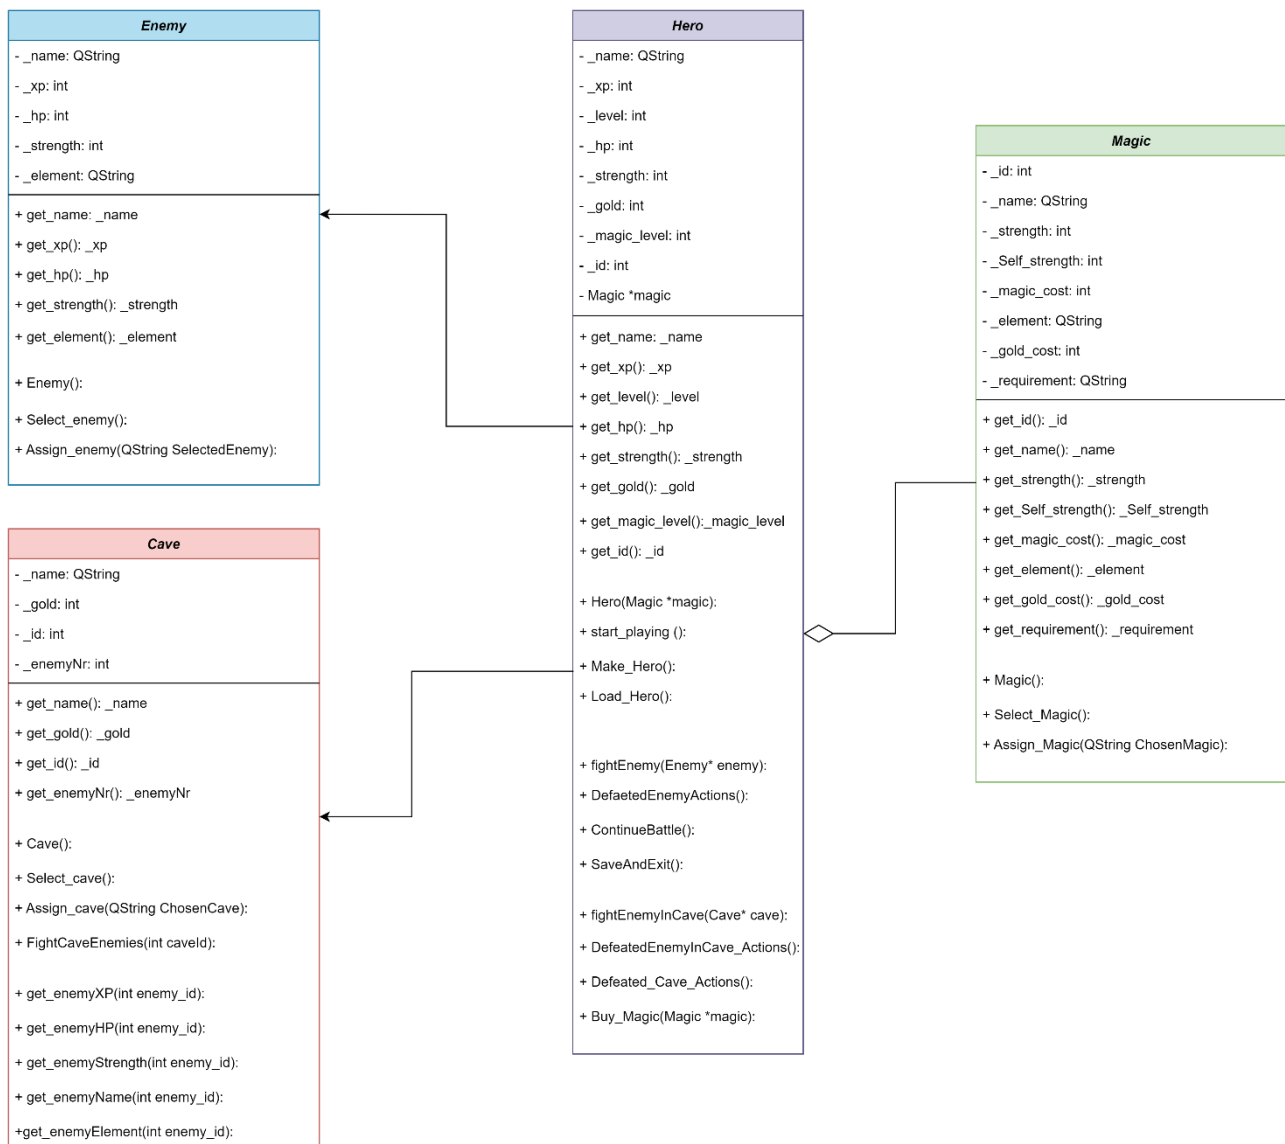 Enemy
- _name: QString
- _xp: int
- _hp: int
- _strength: int
- _element: QString
+ get_name: _name
+ get_xp(): _xp
+ get_hp(): _hp
+ get_strength(): _strength
+ get_element(): _element
+ Enemy():
+ Select_enemy():
+ Assign_enemy(QString SelectedEnemy):
Cave
- _name: QString
- _gold: int
- _id: int
- _enemyNr: int
+ get_name(): _name
+ get_gold(): _gold
+ get_id(): _id
+ get_enemyNr(): _enemyNr
+ Cave():
+ Select_cave():
+ Assign_cave(QString ChosenCave):
+ FightCaveEnemies(int caveId):
+ get_enemyXP(int enemy_id):
+ get_enemyHP(int enemy_id):
+ get_enemyStrength(int enemy_id):
+ get_enemyName(int enemy_id):
+get_enemyElement(int enemy_id):
Hero
- _name: QString
- _xp: int
- _level: int
- _hp: int
- _strength: int
- _gold: int
- _magic_level: int
- _id: int
- Magic *magic
+ get_name: _name
+ get_xp(): _xp
+ get_level(): _level
+ get_hp(): _hp
+ get_strength(): _strength
+ get_gold(): _gold
+ get_magic_level():_magic_level
+ get_id(): _id
+ Hero(Magic *magic):
+ start_playing ():
+ Make_Hero():
+ Load_Hero():
+ fightEnemy(Enemy* enemy):
+ DefaetedEnemyActions():
+ ContinueBattle():
+ SaveAndExit():
+ fightEnemyInCave(Cave* cave):
+ DefeatedEnemyInCave_Actions():
+ Defeated_Cave_Actions():
+ Buy_Magic(Magic *magic):
Magic
- _id: int
- _name: QString
- _strength: int
- _Self_strength: int
- _magic_cost: int
- _element: QString
- _gold_cost: int
- _requirement: QString
+ get_id(): _id
+ get_name(): _name
+ get_strength(): _strength
+ get_Self_strength(): _Self_strength
+ get_magic_cost(): _magic_cost
+ get_element(): _element
+ get_gold_cost(): _gold_cost
+ get_requirement(): _requirement
+ Magic():
+ Select_Magic():
+ Assign_Magic(QString ChosenMagic):